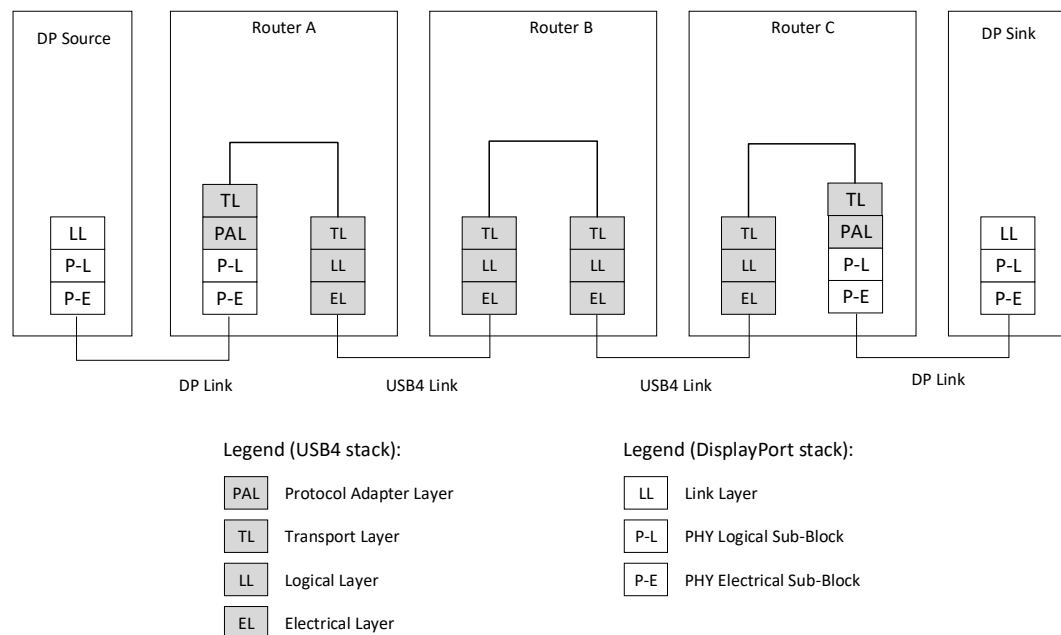 DP Source
Router A
Router B
Router C
DP Sink
TL
TL
LL
PAL
TL
TL
TL
TL
PAL
LL
P-L
P-L
LL
LL
LL
LL
P-L
P-L
P-E
P-E
EL
EL
EL
EL
P-E
P-E
DP Link
USB4 Link
USB4 Link
DP Link
Legend (USB4 stack):
PAL Protocol Adapter Layer
TL Transport Layer
LL Logical Layer
EL Electrical Layer
Legend (DisplayPort stack):
LL Link Layer
P-L PHY Logical Sub-Block
P-E PHY Electrical Sub-Block